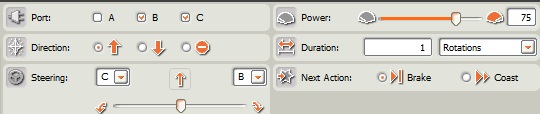 Port: A B C
Power: 75
Direction:
Duration: 1 Rotations
Steering: C B
Next Action: Brake Coast